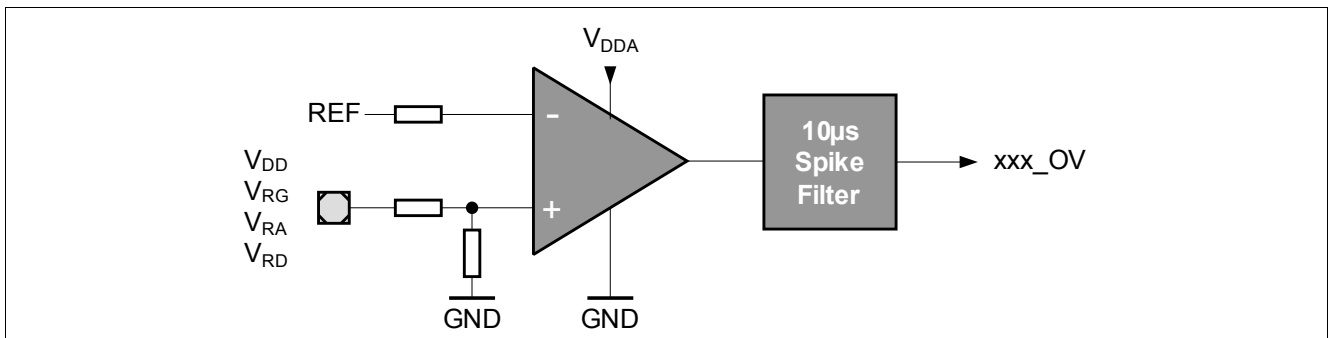 V_DDA
REF
-
V_DD
V_RG
V_RA
V_RD
+
GND
GND
10µs
Spike
Filter
xxx_OV